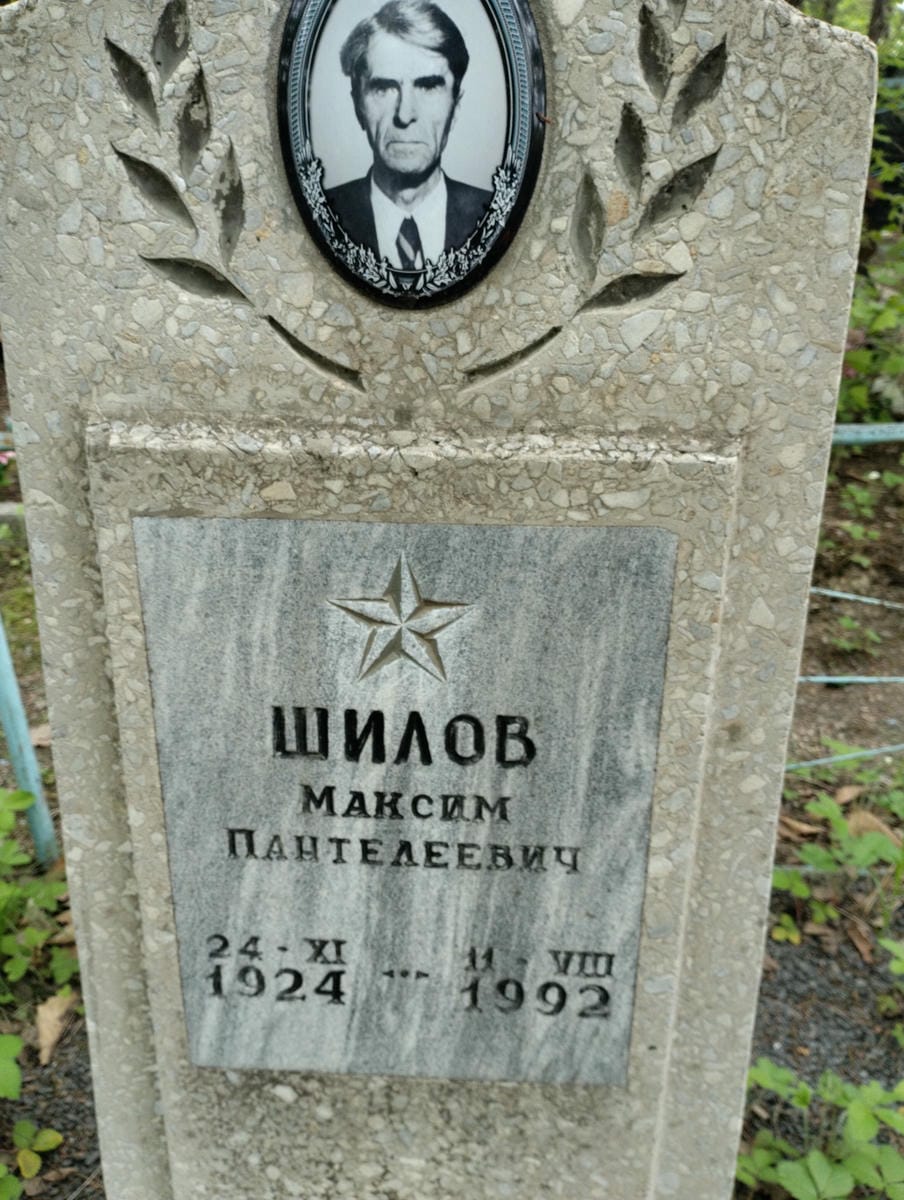 ШИЛОВ
МАКСИМ
ПАНТЕЛЕЕВИЧ
24 - XI 11 - VIII
1924 ... 1992